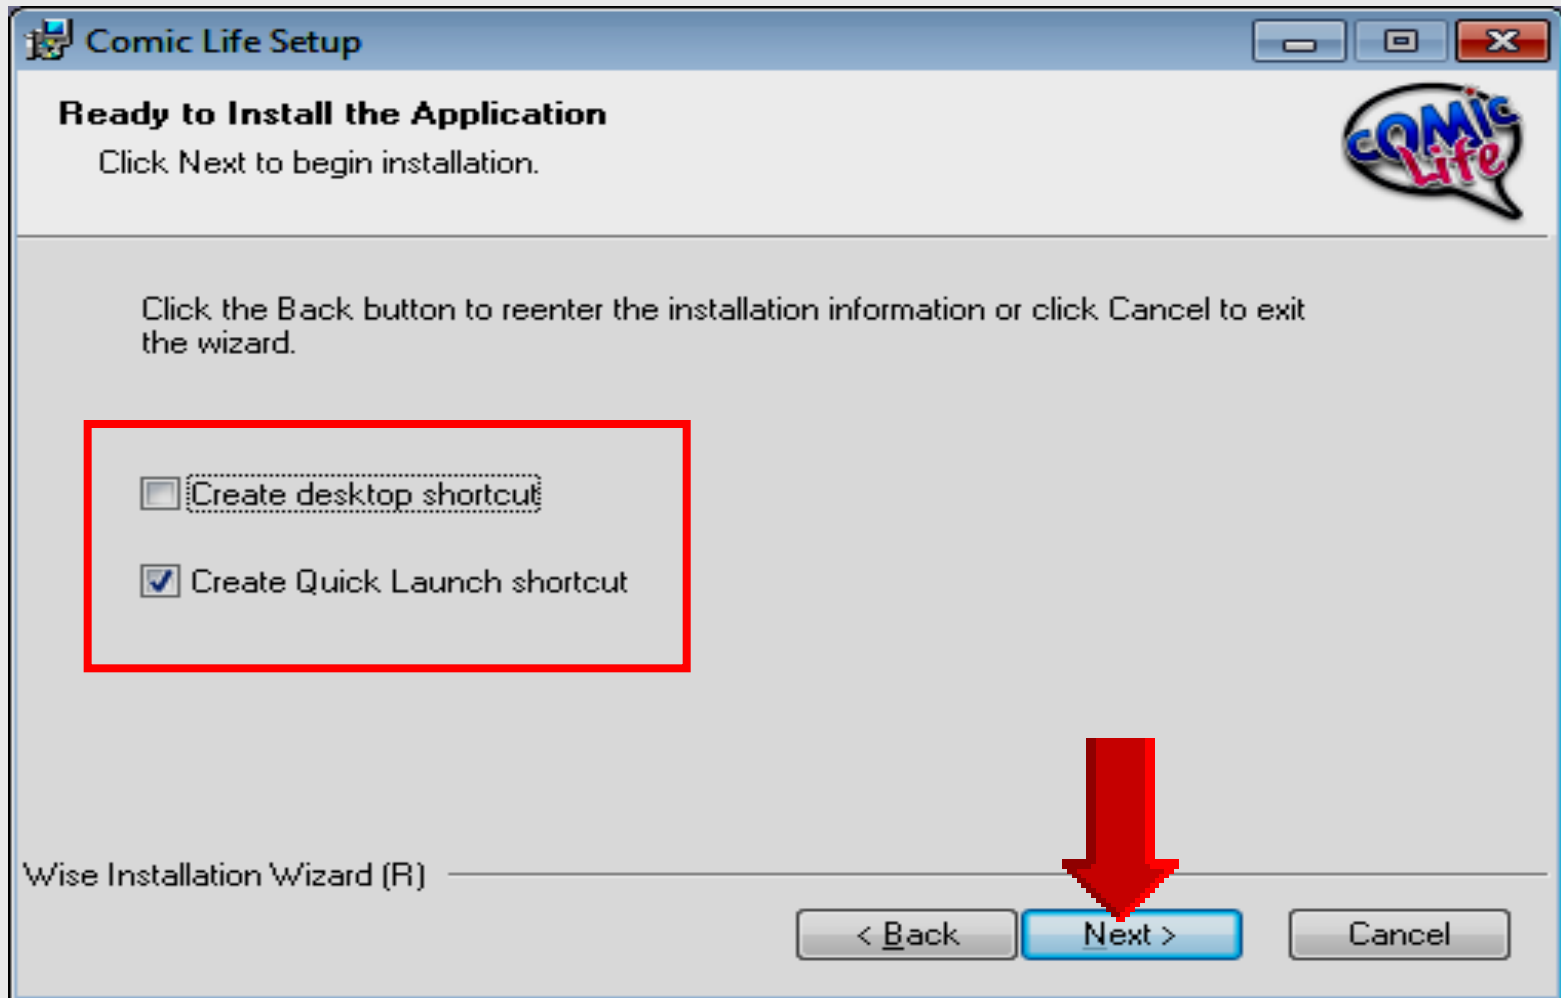 Comic Life Setup
Ready to Install the Application
Click Next to begin installation.
COMIC
Life
Click the Back button to reenter the installation information or click Cancel to exit
the wizard.
Create desktop shortcut
Create Quick Launch shortcut
Wise Installation Wizard (R)
< Back
Next >
Cancel